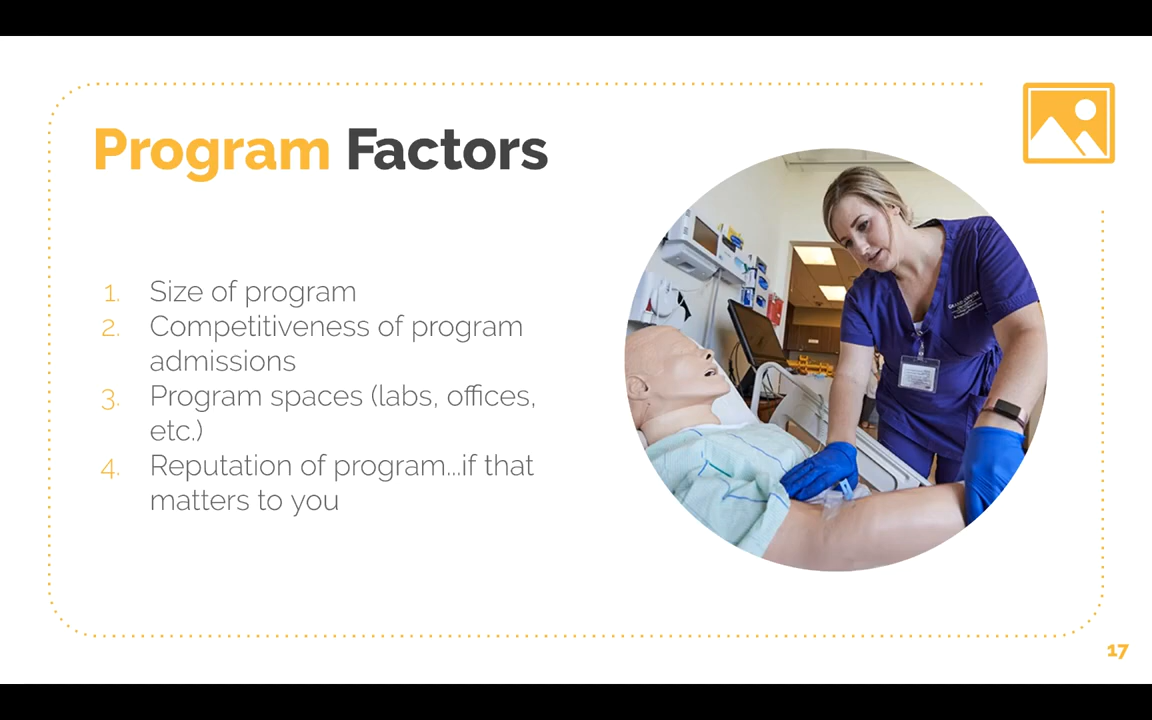 Program Factors
1. Size of program
2. Competitiveness of program
admissions
3. Program spaces (labs, offices,
etc.)
4. Reputation of program...if that
matters to you
17